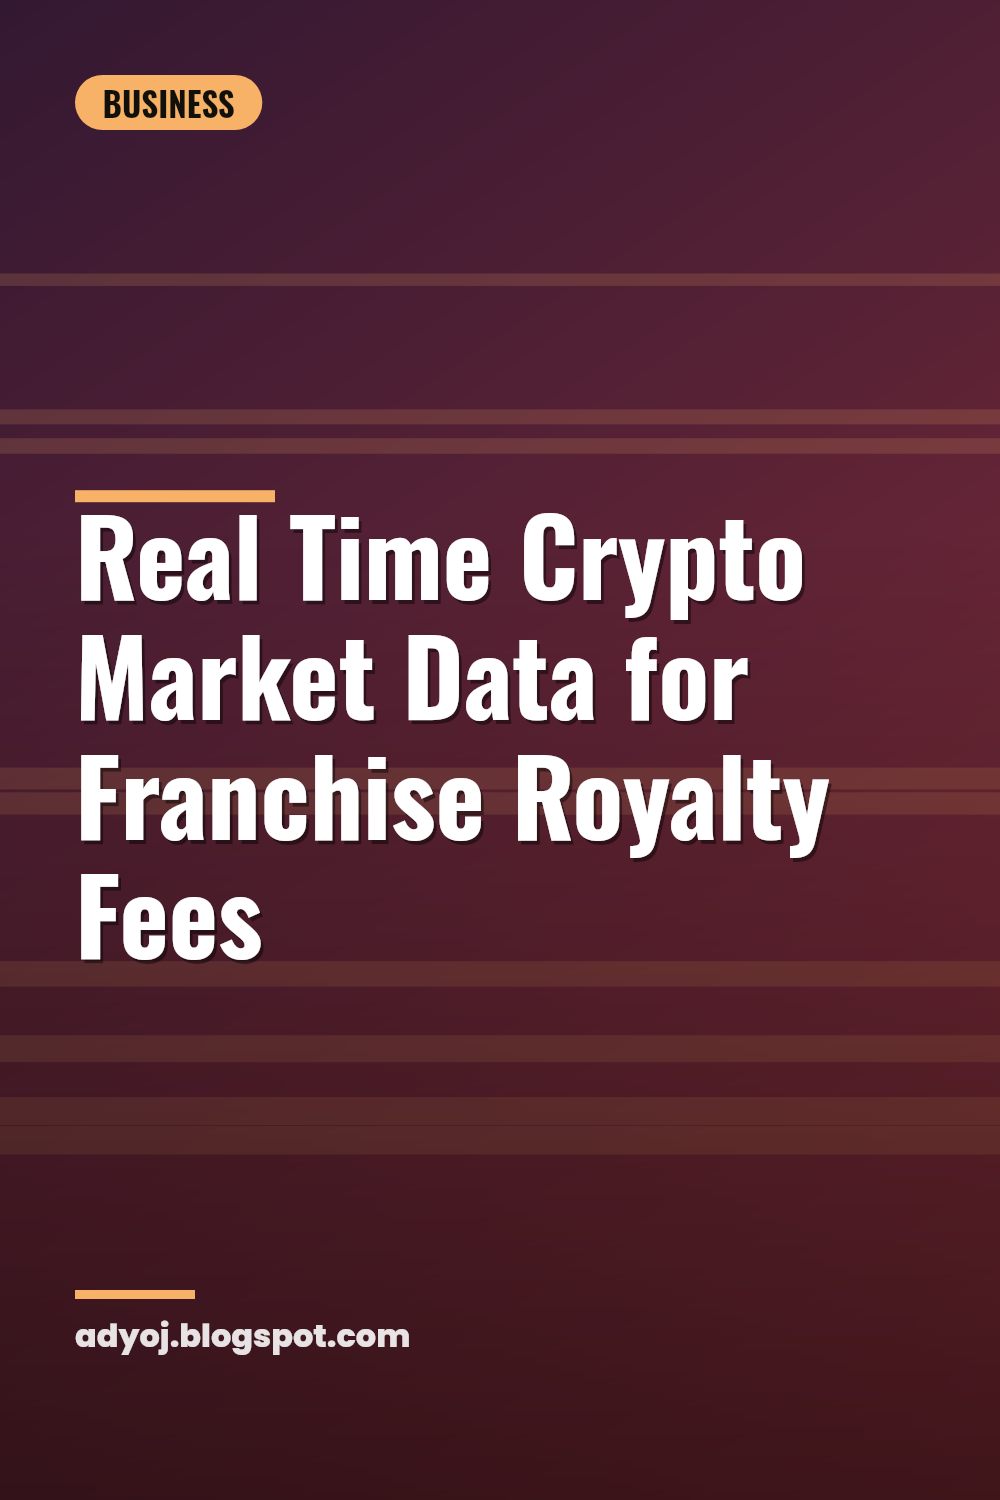 BUSINESS
Real Time Crypto
Market Data for
Franchise Royalty
Fees
adyoj.blogspot.com